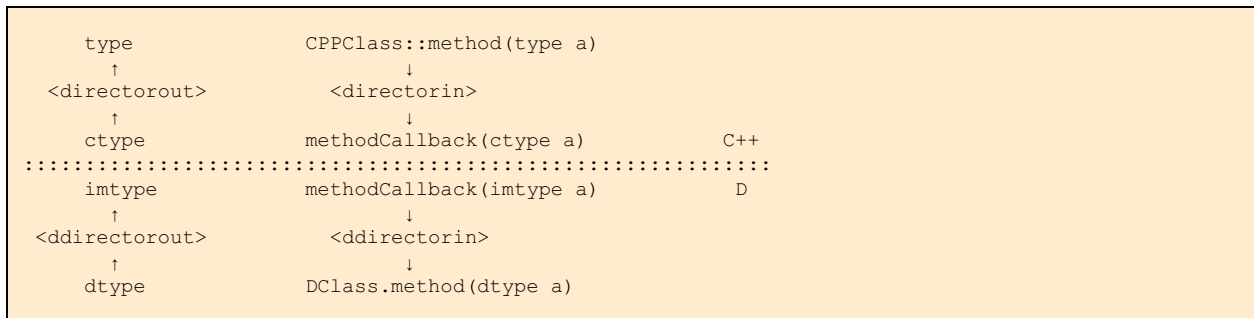 type CPPClass::method(type a)
↑ ↓
<directorout> <directorin>
↑ ↓
ctype methodCallback(ctype a) C++
:::::::::::::::::::::::::::::::::::::::::::::::::::::::::::::
imtype methodCallback(imtype a) D
↑ ↓
<ddirectorout> <ddirectorin>
↑ ↓
dtype DClass.method(dtype a)